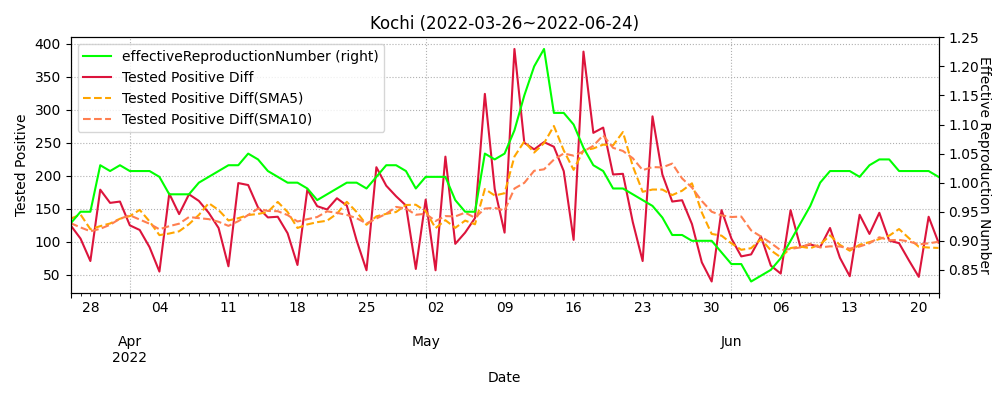 Kochi (2022-03-26~2022-06-24)
effectiveReproductionNumber (right)
Tested Positive Diff
Tested Positive Diff(SMA5)
Tested Positive Diff(SMA10)
Tested Positive
400
350
300
250
200
150
100
50
1.25
1.20
1.15
1.10
1.05
1.00
0.95
0.90
0.85
Effective Reproduction Number
28 04 11 18 25 02 09 16 23 30 06 13 20
Apr May Jun
2022
Date